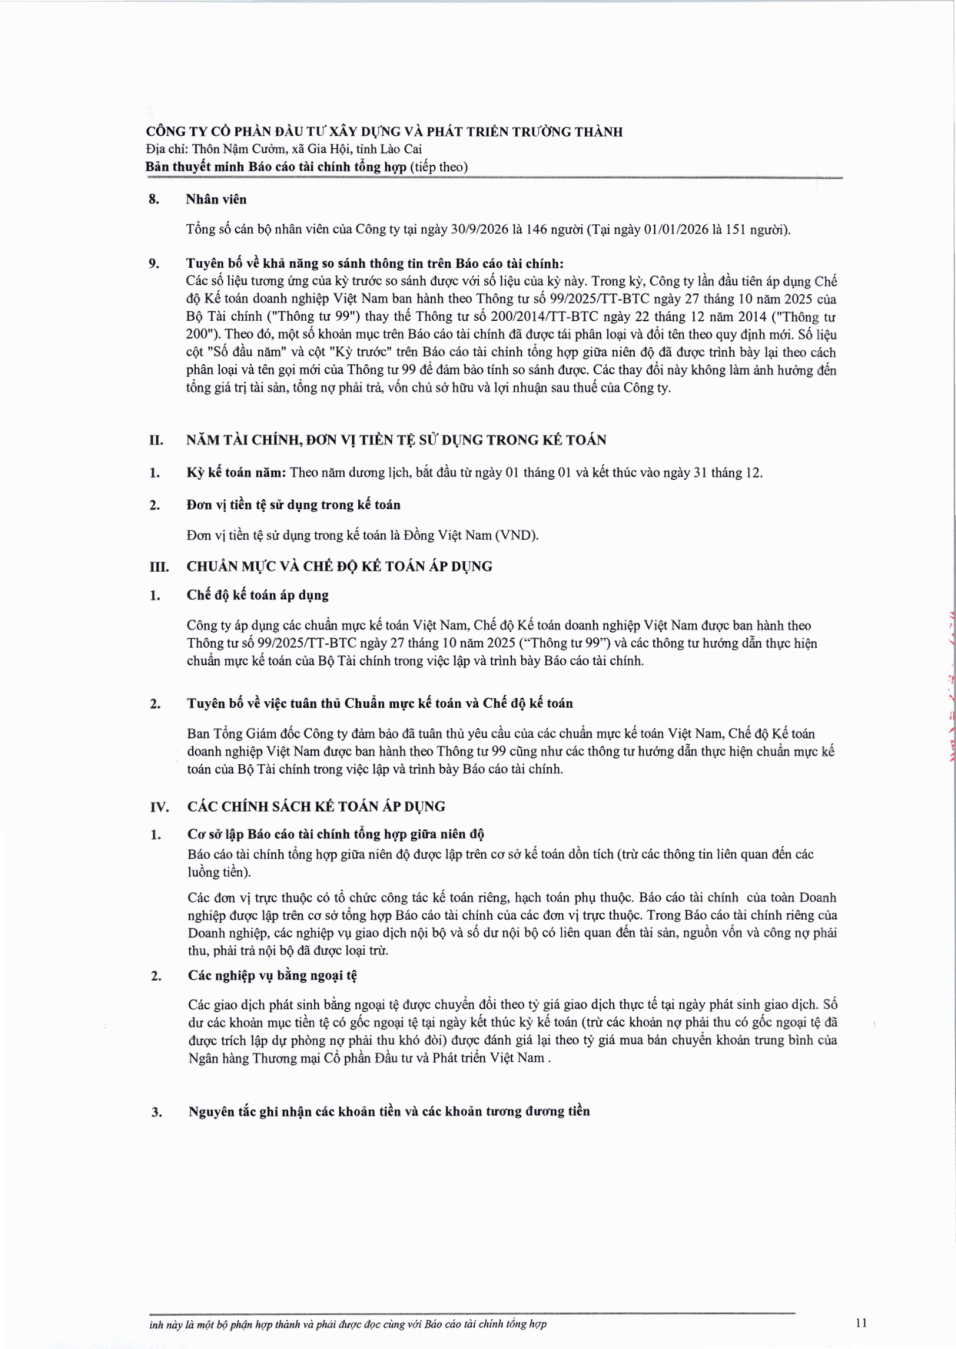 CÔNG TY CỔ PHẦN ĐẦU TƯ XÂY DỰNG VÀ PHÁT TRIỂN TRƯỜNG THÀNH
Địa chỉ: Thôn Nậm Cưởm, xã Gia Hội, tỉnh Lào Cai
Bản thuyết minh Báo cáo tài chính tổng hợp (tiếp theo)
8. Nhân viên
Tổng số cán bộ nhân viên của Công ty tại ngày 30/9/2026 là 146 người (Tại ngày 01/01/2026 là 151 người).
9. Tuyên bố về khả năng so sánh thông tin trên Báo cáo tài chính:
Các số liệu tương ứng của kỳ trước so sánh được với số liệu của kỳ này. Trong kỳ, Công ty lần đầu tiên áp dụng Chế
độ Kế toán doanh nghiệp Việt Nam ban hành theo Thông tư số 99/2025/TT-BTC ngày 27 tháng 10 năm 2025 của
Bộ Tài chính ("Thông tư 99") thay thế Thông tư số 200/2014/TT-BTC ngày 22 tháng 12 năm 2014 ("Thông tư
200"). Theo đó, một số khoản mục trên Báo cáo tài chính đã được tái phân loại và đổi tên theo quy định mới. Số liệu
cột "Số đầu năm" và cột "Kỳ trước" trên Báo cáo tài chính tổng hợp giữa niên độ đã được trình bày lại theo cách
phân loại và tên gọi mới của Thông tư 99 để đảm bảo tính so sánh được. Các thay đổi này không làm ảnh hưởng đến
tổng giá trị tài sản, tổng nợ phải trả, vốn chủ sở hữu và lợi nhuận sau thuế của Công ty.
II. NĂM TÀI CHÍNH, ĐƠN VỊ TIỀN TỆ SỬ DỤNG TRONG KẾ TOÁN
1. Kỳ kế toán năm: Theo năm dương lịch, bắt đầu từ ngày 01 tháng 01 và kết thúc vào ngày 31 tháng 12.
2. Đơn vị tiền tệ sử dụng trong kế toán
Đơn vị tiền tệ sử dụng trong kế toán là Đồng Việt Nam (VND).
III. CHUẨN MỰC VÀ CHẾ ĐỘ KẾ TOÁN ÁP DỤNG
1. Chế độ kế toán áp dụng
Công ty áp dụng các chuẩn mực kế toán Việt Nam, Chế độ Kế toán doanh nghiệp Việt Nam được ban hành theo
Thông tư số 99/2025/TT-BTC ngày 27 tháng 10 năm 2025 (“Thông tư 99”) và các thông tư hướng dẫn thực hiện
chuẩn mực kế toán của Bộ Tài chính trong việc lập và trình bày Báo cáo tài chính.
2. Tuyên bố về việc tuân thủ Chuẩn mực kế toán và Chế độ kế toán
Ban Tổng Giám đốc Công ty đảm bảo đã tuân thủ yêu cầu của các chuẩn mực kế toán Việt Nam, Chế độ Kế toán
doanh nghiệp Việt Nam được ban hành theo Thông tư 99 cũng như các thông tư hướng dẫn thực hiện chuẩn mực kế
toán của Bộ Tài chính trong việc lập và trình bày Báo cáo tài chính.
IV. CÁC CHÍNH SÁCH KẾ TOÁN ÁP DỤNG
1. Cơ sở lập Báo cáo tài chính tổng hợp giữa niên độ
Báo cáo tài chính tổng hợp giữa niên độ được lập trên cơ sở kế toán dồn tích (trừ các thông tin liên quan đến các
luồng tiền).
Các đơn vị trực thuộc có tổ chức công tác kế toán riêng, hạch toán phụ thuộc. Báo cáo tài chính của toàn Doanh
nghiệp được lập trên cơ sở tổng hợp Báo cáo tài chính của các đơn vị trực thuộc. Trong Báo cáo tài chính riêng của
Doanh nghiệp, các nghiệp vụ giao dịch nội bộ và số dư nội bộ có liên quan đến tài sản, nguồn vốn và công nợ phải
thu, phải trả nội bộ đã được loại trừ.
2. Các nghiệp vụ bằng ngoại tệ
Các giao dịch phát sinh bằng ngoại tệ được chuyển đổi theo tỷ giá giao dịch thực tế tại ngày phát sinh giao dịch. Số
dư các khoản mục tiền tệ có gốc ngoại tệ tại ngày kết thúc kỳ kế toán (trừ các khoản nợ phải thu có gốc ngoại tệ đã
được trích lập dự phòng nợ phải thu khó đòi) được đánh giá lại theo tỷ giá mua bán chuyển khoản trung bình của
Ngân hàng Thương mại Cổ phần Đầu tư và Phát triển Việt Nam .
3. Nguyên tắc ghi nhận các khoản tiền và các khoản tương đương tiền
inh này là một bộ phận hợp thành và phải được đọc cùng với Báo cáo tài chính tổng hợp
11